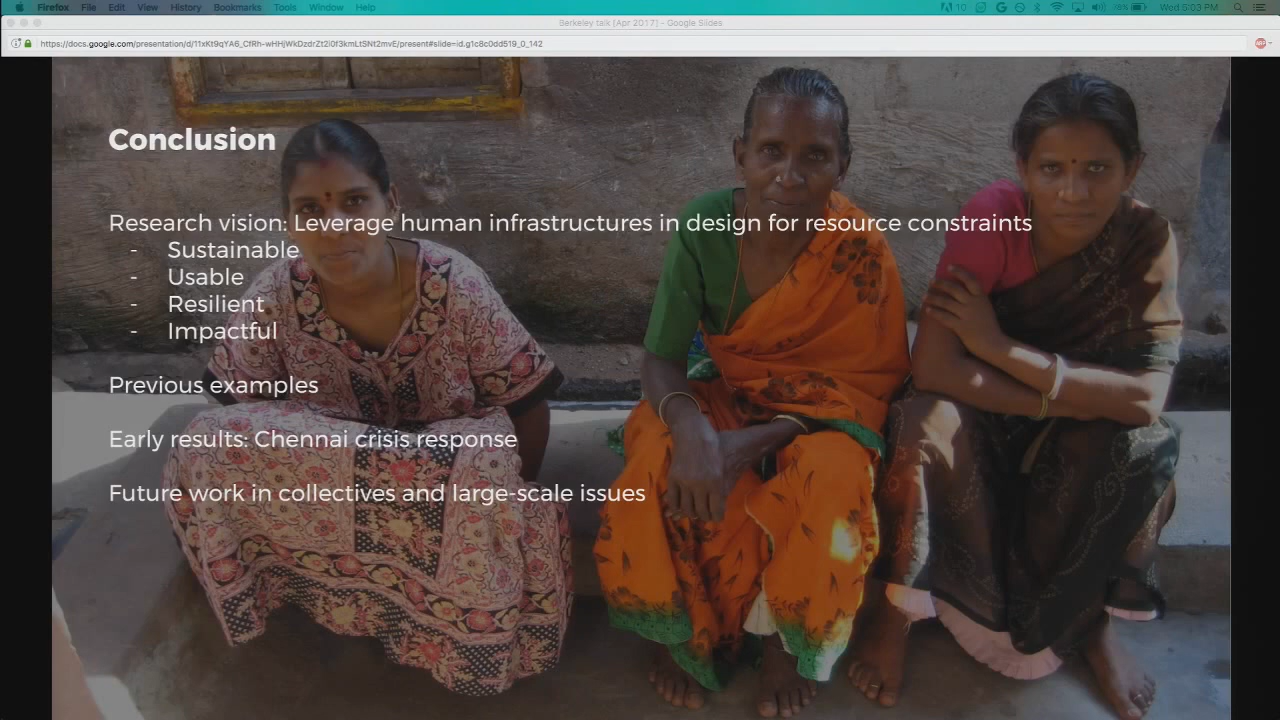 Firefox File Edit View History Bookmarks Tools Window Help
10 Wed 5:03 PM
Berkeley talk [Apr 2017] - Google Slides
Conclusion
Research vision: Leverage human infrastructures in design for resource constraints
- Sustainable
- Usable
- Resilient
- Impactful
Previous examples
Early results: Chennai crisis response
Future work in collectives and large-scale issues